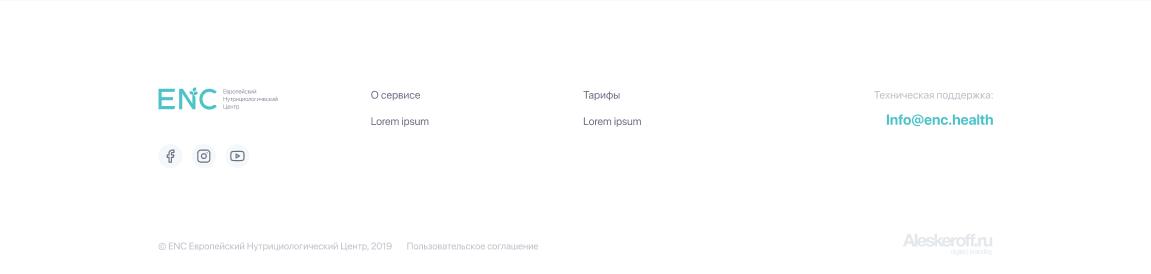 ENC
Европейский
Нутрициологический
Центр
О сервисе
Lorem ipsum
Тарифы
Lorem ipsum
Техническая поддержка:
Info@enc.health
© ENC Европейский Нутрициологический Центр, 2019
Пользовательское соглашение
Aleskeroff.ru